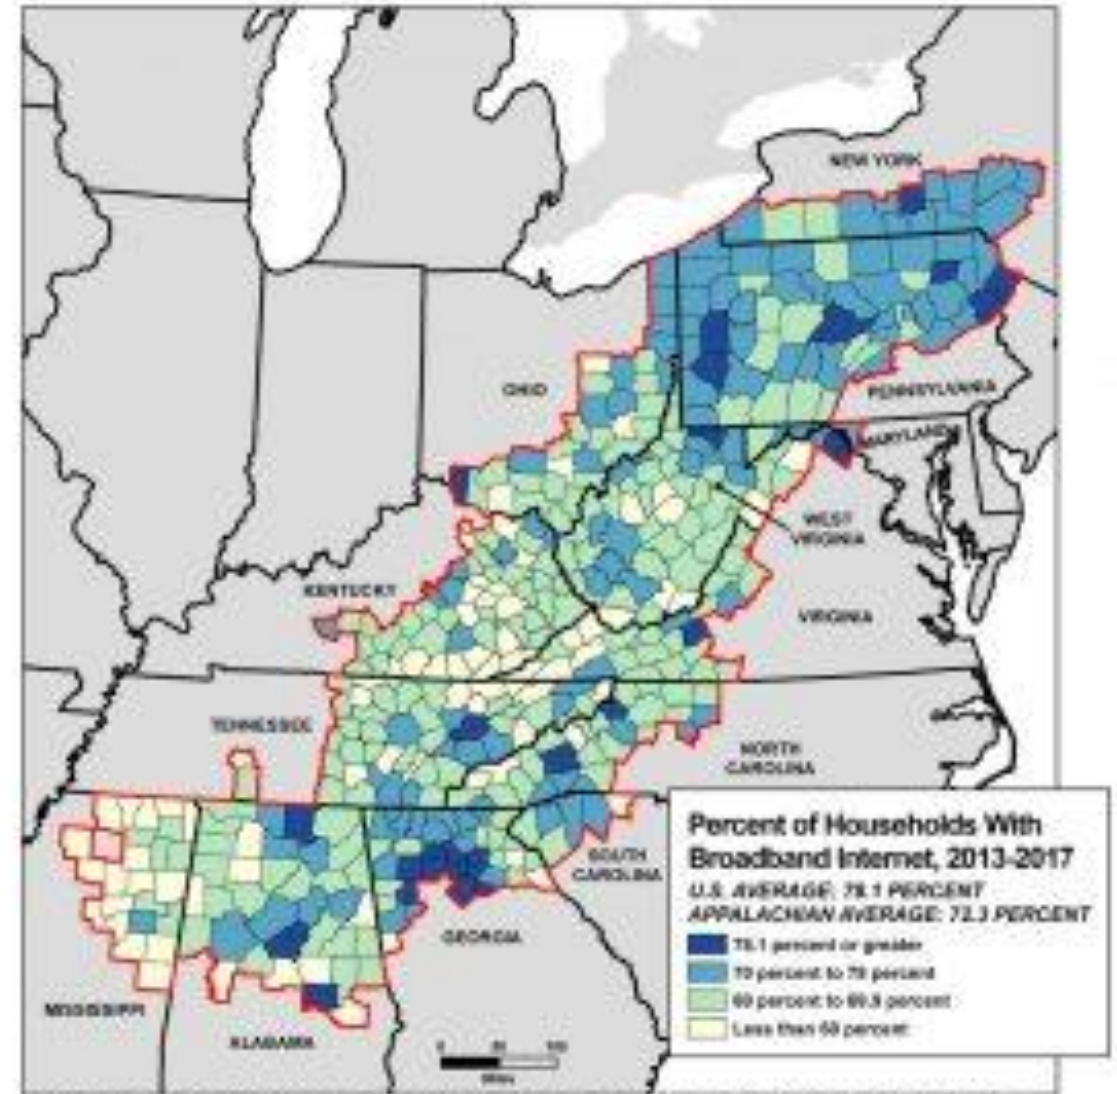 NEW YORK
OHIO
PENNSYLVANIA
MARYLAND
WEST
VIRGINIA
KENTUCKY
VIRGINIA
TENNESSEE
NORTH
CAROLINA
Percent of Households With
Broadband Internet, 2013-2017
U.S. AVERAGE: 78.1 PERCENT
APPALACHIAN AVERAGE: 72.3 PERCENT
78.1 percent or greater
70 percent to 78 percent
60 percent to 69.9 percent
Less than 60 percent
SOUTH
CAROLINA
GEORGIA
MISSISSIPPI
ALABAMA
0
Miles